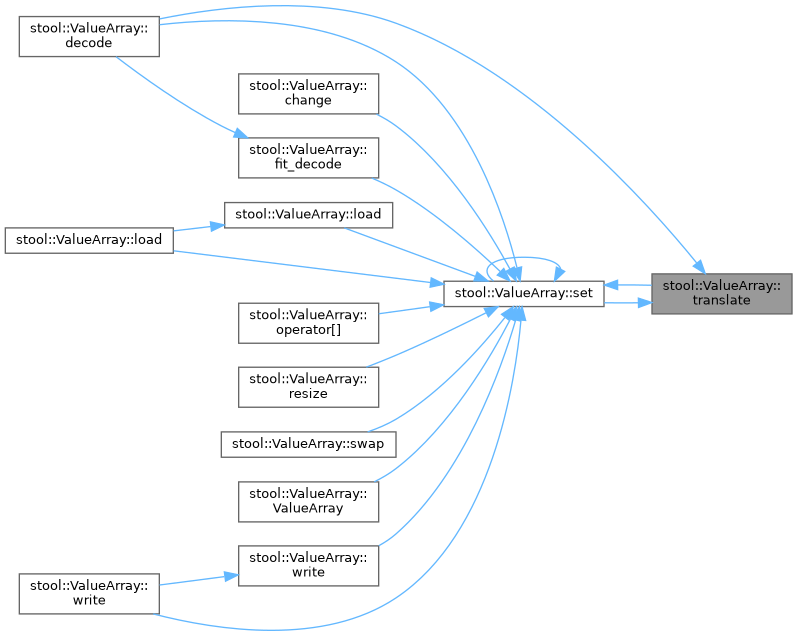 stool::ValueArray::
decode
stool::ValueArray::
change
stool::ValueArray::
fit_decode
stool::ValueArray::load
stool::ValueArray::load
stool::ValueArray::set
stool::ValueArray::
translate
stool::ValueArray::
operator[]
stool::ValueArray::
resize
stool::ValueArray::swap
stool::ValueArray::
ValueArray
stool::ValueArray::
write
stool::ValueArray::
write